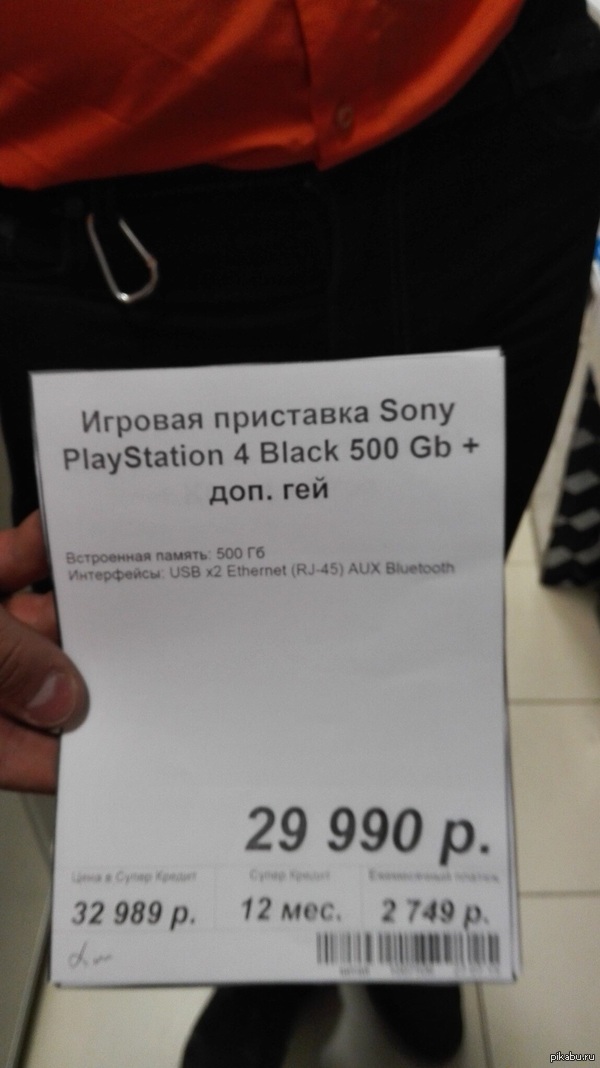 Игровая приставка Sony
PlayStation 4 Black 500 Gb +
доп. гей
Встроенная память: 500 Гб
Интерфейсы: USB x2 Ethernet (RJ-45) AUX Bluetooth
29 990 р.
Цена в Супер Кредит Супер Кредит Ежемесячный платеж
32 989 р. 12 мес. 2 749 р.
pikabu.ru